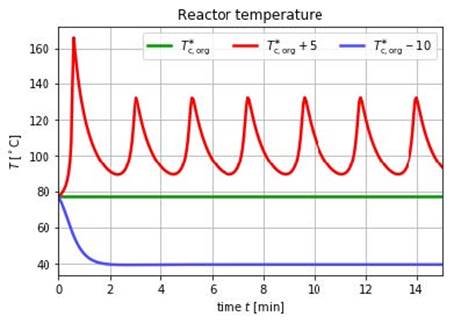 Reactor temperature
T*c, org T*c, org + 5 T*c, org − 10
T [°C]
160
140
120
100
80
60
40
0 2 4 6 8 10 12 14
time t [min]